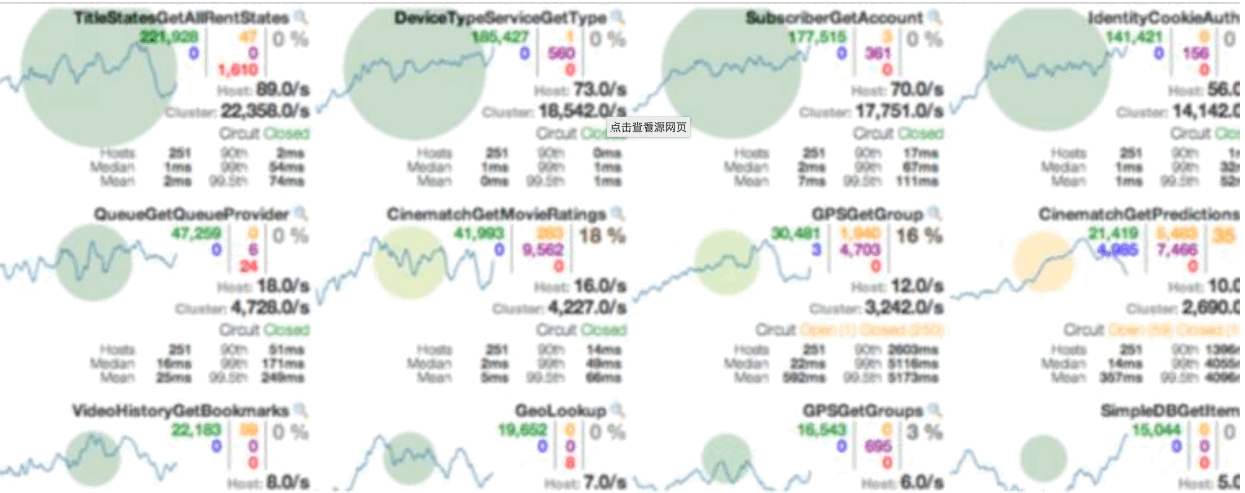 TitleStatesGetAllRentStates
221,928 47 0 %
0 0
1,610
Host: 89.0/s
Cluster: 22,358.0/s
Circuit Closed
Hosts 251 90th 2ms
Median 1ms 99th 54ms
Mean 2ms 99.5th 74ms
DeviceTypeServiceGetType
185,427 1 0 %
0 560
0
Host: 73.0/s
Cluster: 18,542.0/s
Circuit Closed
Hosts 251 90th 0ms
Median 1ms 99th 1ms
Mean 0ms 99.5th 1ms
SubscriberGetAccount
177,515 3 0 %
0 361
0
Host: 70.0/s
Cluster: 17,751.0/s
Circuit Closed
Hosts 251 90th 17ms
Median 2ms 99th 67ms
Mean 7ms 99.5th 111ms
IdentityCookieAuth
141,421 0 0
0 156
0
Host: 56.0
Cluster: 14,142.0
Circuit Clos
Hosts 251 90th
Median 1ms 99th
Mean 1ms 99.5th
点击查看源网页
QueueGetQueueProvider
47,259 0 0 %
0 6
24
Host: 18.0/s
Cluster: 4,726.0/s
Circuit Closed
Hosts 251 90th 51ms
Median 16ms 99th 171ms
Mean 25ms 99.5th 249ms
CinematchGetMovieRatings
41,993 18 %
0 9,562
0
Host: 16.0/s
Cluster: 4,227.0/s
Circuit Closed
Hosts 251 90th 14ms
Median 2ms 99th 49ms
Mean 5ms 99.5th 66ms
GPSGetGroup
30,481 16 %
3 4,703
0
Host: 12.0/s
Cluster: 3,242.0/s
Circuit Open (1) Closed (250)
Hosts 251 90th 2603ms
Median 22ms 99th 5116ms
Mean 592ms 99.5th 5173ms
CinematchGetPredictions
21,419 35
4,985 7,466
0
Host: 10.0
Cluster: 2,690.0
Circuit Open (59) Closed (1
Hosts 251 90th
Median 14ms 99th
Mean 357ms 99.5th
VideoHistoryGetBookmarks
22,183 0 %
0 0
0
Host: 8.0/s
GeoLookup
19,652 0 0 %
0 0
8
Host: 7.0/s
GPSGetGroups
16,543 0 3 %
0 695
0
Host: 6.0/s
SimpleDBGetItem
15,044 0 0
0 0
0
Host: 5.0